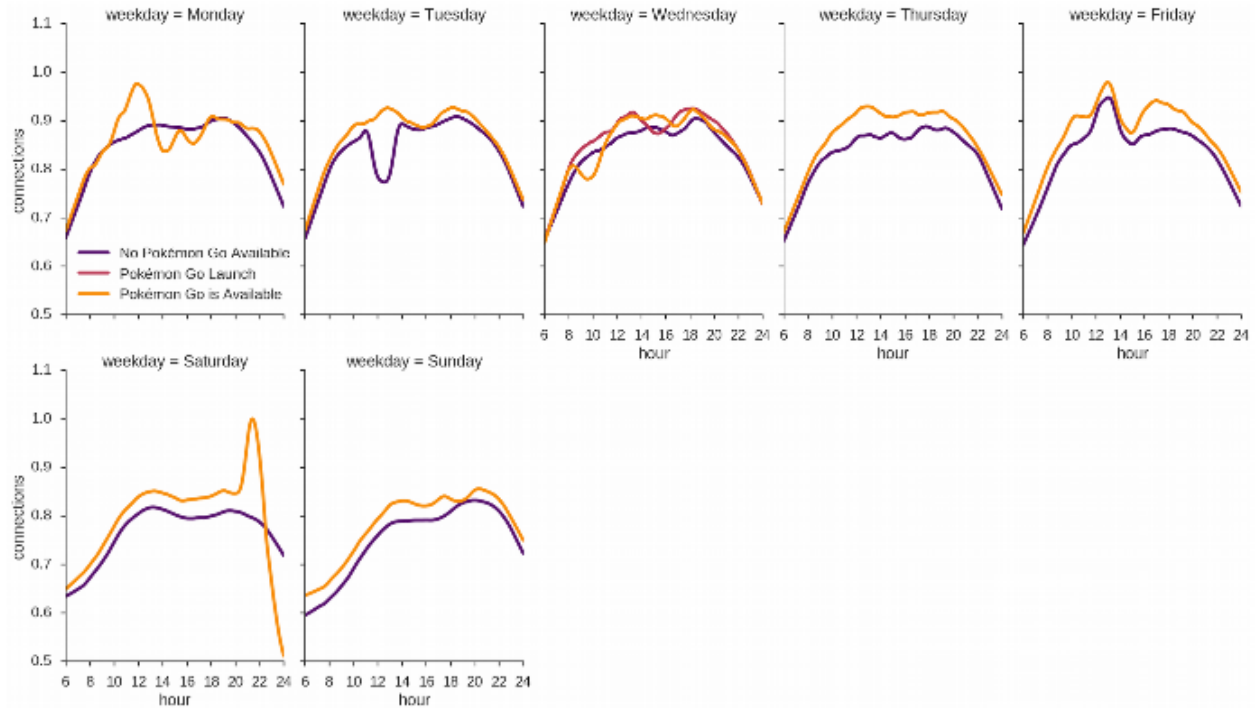 weekday = Monday
weekday = Tuesday
weekday = Wednesday
weekday = Thursday
weekday = Friday
1.1
1.0
0.9
0.8
0.7
0.6
0.5
connections
No Pokémon Go Available
Pokémon Go Launch
Pokémon Go is Available
6 8 10 12 14 16 18 20 22 24
hour
6 8 10 12 14 16 18 20 22 24
hour
6 8 10 12 14 16 18 20 22 24
hour
weekday = Saturday
weekday = Sunday
1.1
1.0
0.9
0.8
0.7
0.6
0.5
connections
6 8 10 12 14 16 18 20 22 24
hour
6 8 10 12 14 16 18 20 22 24
hour